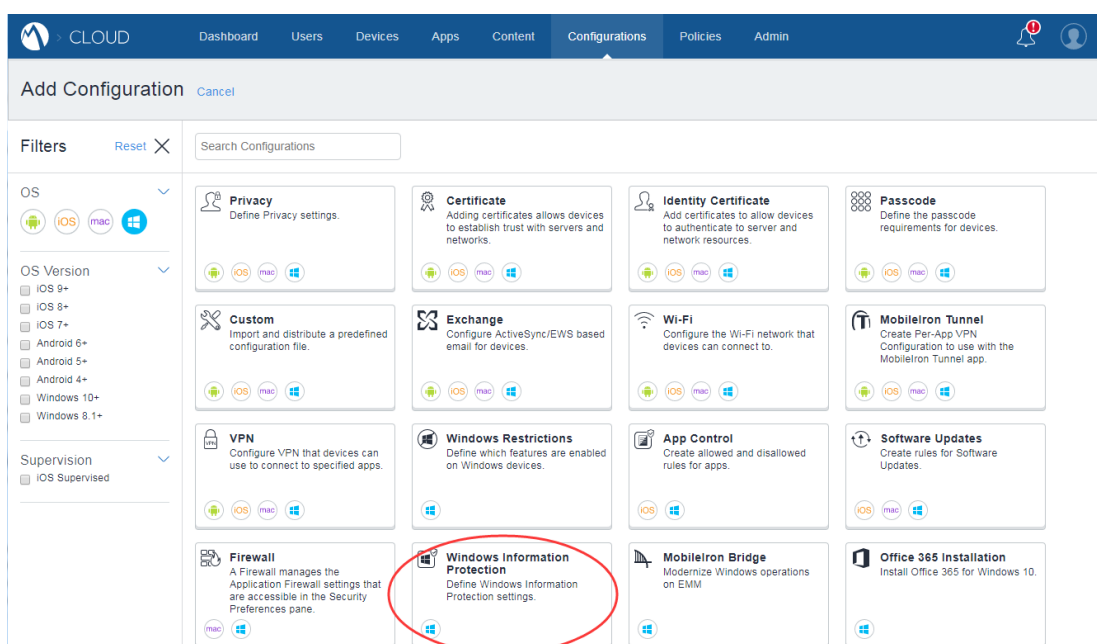 CLOUD
Dashboard
Users
Devices
Apps
Content
Configurations
Policies
Admin
Add Configuration
Cancel
Filters
Reset
Search Configurations
OS
iOS
mac
OS Version
iOS 9+
iOS 8+
iOS 7+
Android 6+
Android 5+
Android 4+
Windows 10+
Windows 8.1+
Supervision
iOS Supervised
Privacy
Define Privacy settings.
iOS
mac
Certificate
Adding certificates allows devices
to establish trust with servers and
networks.
iOS
mac
Identity Certificate
Add certificates to allow devices
to authenticate to server and
network resources.
iOS
mac
Passcode
Define the passcode
requirements for devices.
iOS
mac
Custom
Import and distribute a predefined
configuration file.
iOS
mac
Exchange
Configure ActiveSync/EWS based
email for devices.
iOS
mac
Wi-Fi
Configure the Wi-Fi network that
devices can connect to.
iOS
mac
MobileIron Tunnel
Create Per-App VPN
Configuration to use with the
MobileIron Tunnel app.
iOS
mac
VPN
VPN
Configure VPN that devices can
use to connect to specified apps.
iOS
mac
Windows Restrictions
Define which features are enabled
on Windows devices.
App Control
Create allowed and disallowed
rules for apps.
iOS
Software Updates
Create rules for Software
Updates.
iOS
mac
Firewall
A Firewall manages the
Application Firewall settings that
are accessible in the Security
Preferences pane.
mac
Windows Information
Protection
Define Windows Information
Protection settings.
MobileIron Bridge
Modernize Windows operations
on EMM
Office 365 Installation
Install Office 365 for Windows 10.